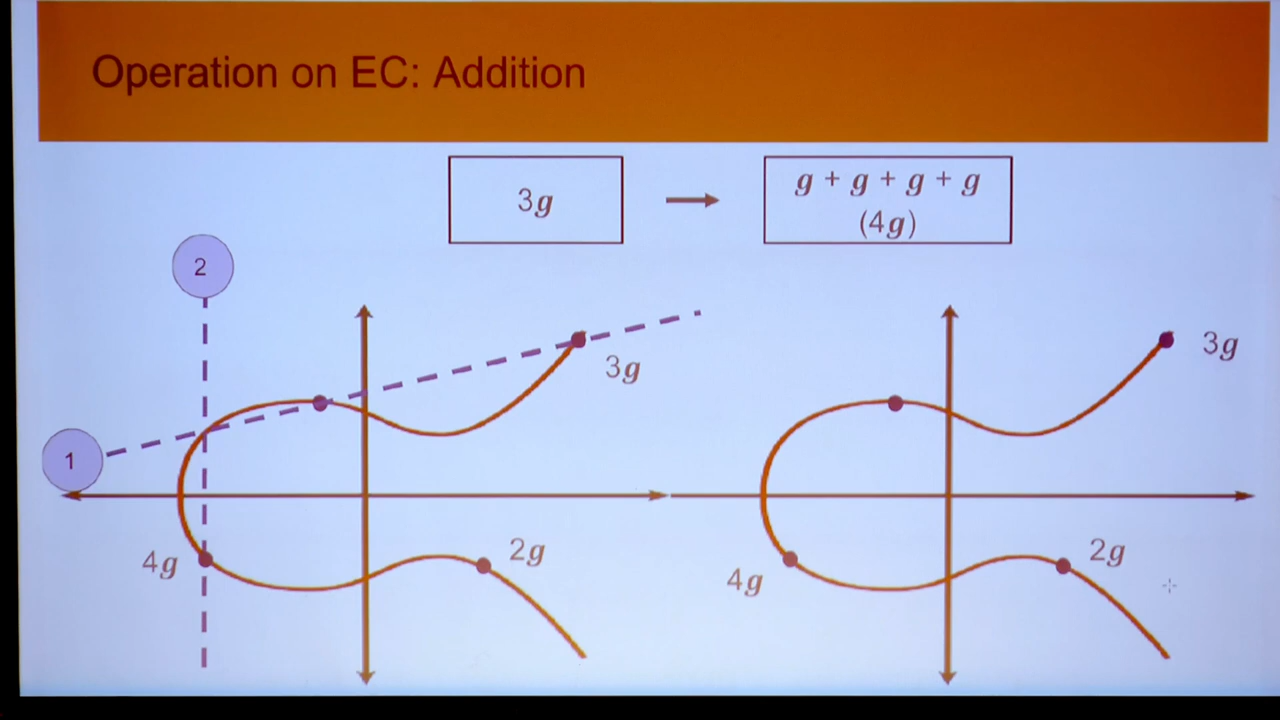 Operation on EC: Addition
3g
g + g + g + g
(4g)
2
1
3g
4g
2g
3g
4g
2g